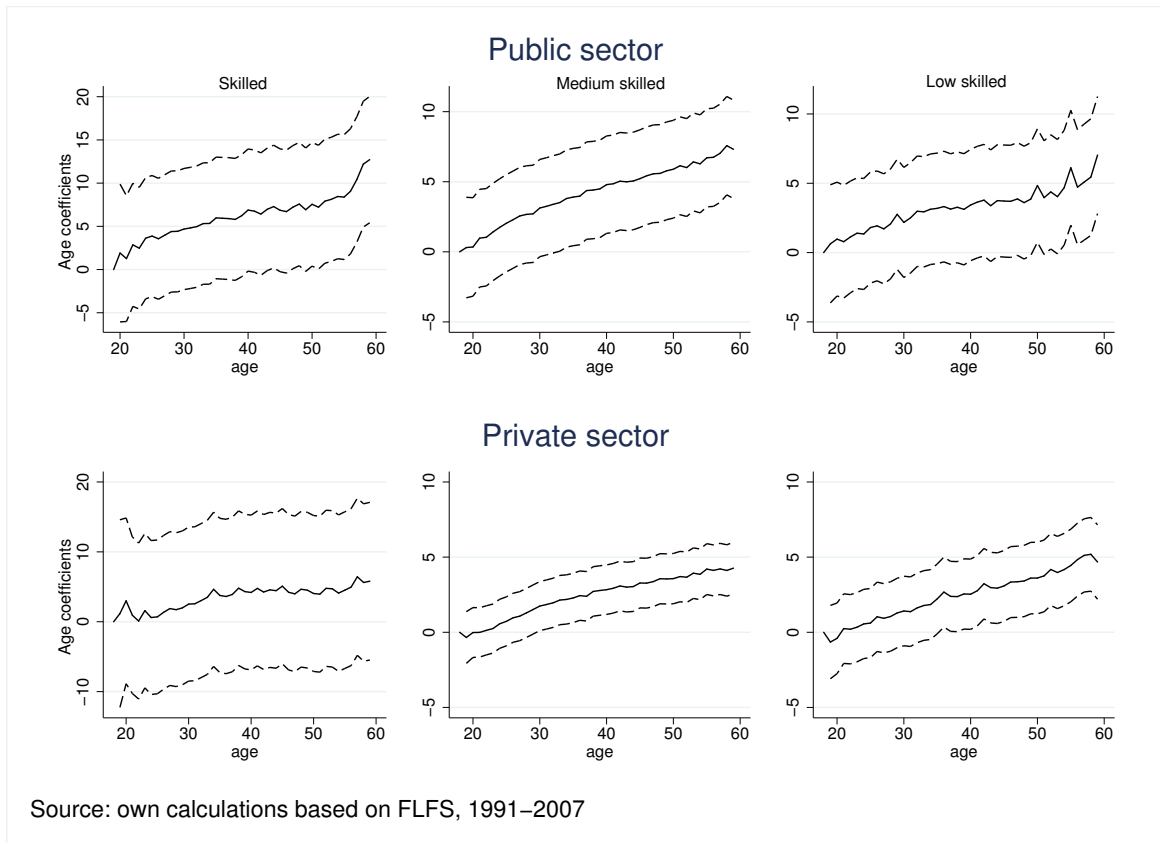 Public sector
Skilled
Medium skilled
Low skilled
Age coefficients
20
15
10
5
0
−5
20 30 40 50 60
age
10
5
0
−5
20 30 40 50 60
age
10
5
0
−5
20 30 40 50 60
age
Private sector
Age coefficients
20
10
0
−10
20 30 40 50 60
age
10
5
0
−5
20 30 40 50 60
age
10
5
0
−5
20 30 40 50 60
age
Source: own calculations based on FLFS, 1991−2007